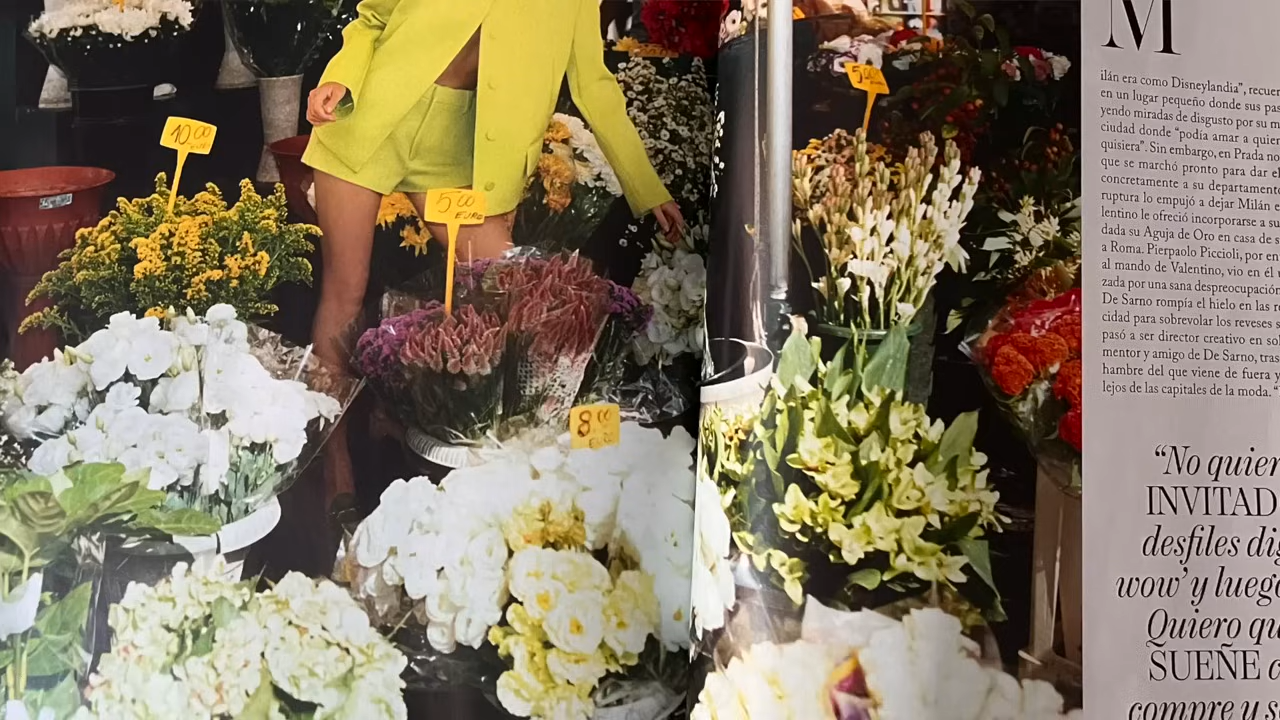 10.00
EURO
5.00
EURO
8.00
EURO
5.00
M
ilán era como Disneylandia”, recuer
en un lugar pequeño donde sus pas
yendo miradas de disgusto por su m
ciudad donde “podía amar a quien
quisiera”. Sin embargo, en Prada no
que se marchó pronto para dar el
concretamente a su departament
ruptura lo empujó a dejar Milán e
lentino le ofreció incorporarse a su
dada su Aguja de Oro en casa de s
a Roma. Pierpaolo Piccioli, por en
al mando de Valentino, vio en él
zada por una sana despreocupación
De Sarno rompía el hielo en las r
cidad para sobrevolar los reveses
pasó a ser director creativo en sol
mentor y amigo de De Sarno, tras
hambre del que viene de fuera y
lejos de las capitales de la moda.
“No quier
INVITAD
desfiles dig
wow’ y lueg
Quiero qu
SUEÑE c
compre y s